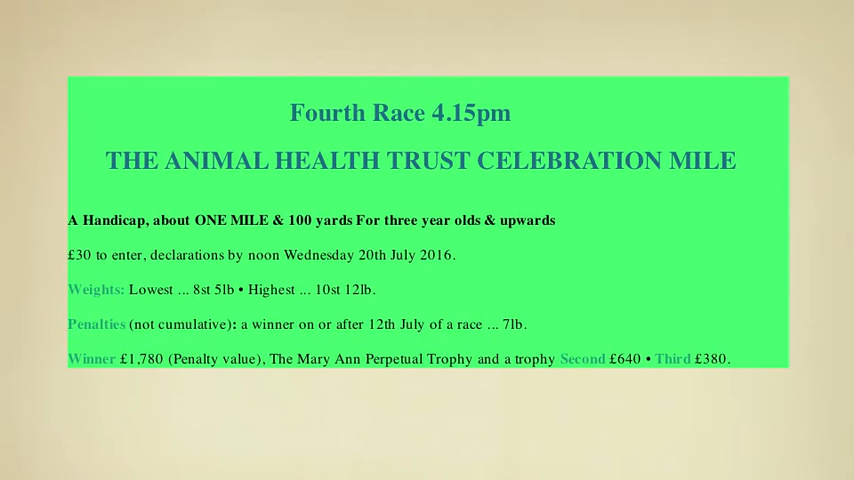 Fourth Race 4.15pm
THE ANIMAL HEALTH TRUST CELEBRATION MILE
A Handicap, about ONE MILE & 100 yards For three year olds & upwards
£30 to enter, declarations by noon Wednesday 20th July 2016.
Weights: Lowest ... 8st 5lb • Highest ... 10st 12lb.
Penalties (not cumulative): a winner on or after 12th July of a race ... 7lb.
Winner £1,780 (Penalty value), The Mary Ann Perpetual Trophy and a trophy Second £640 • Third £380.